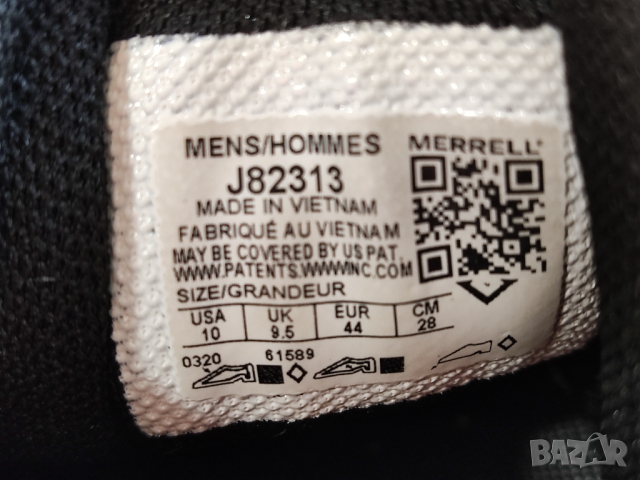 MENS/HOMMES
MERRELL
J82313
MADE IN VIETNAM
FABRIQUÉ AU VIETNAM
MAY BE COVERED BY US PAT.
WWW.PATENTS.WWWINC.COM
SIZE/GRANDEUR
USA UK EUR CM
10 9.5 44 28
0320 61589
BAZAR
bg